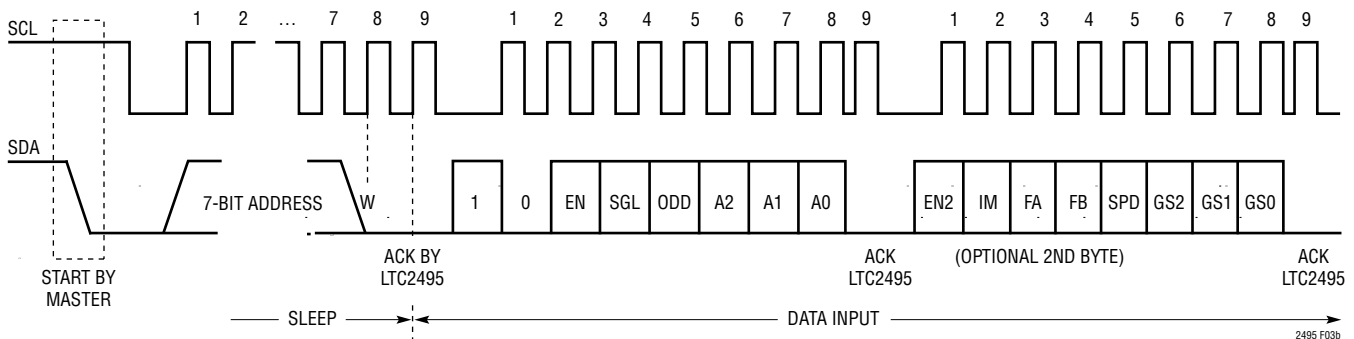 1 2 … 7 8 9 1 2 3 4 5 6 7 8 9 1 2 3 4 5 6 7 8 9
SCL
SDA
7-BIT ADDRESS W 1 0 EN SGL ODD A2 A1 A0 EN2 IM FA FB SPD GS2 GS1 GS0
START BY
MASTER
ACK BY
LTC2495
ACK
LTC2495
(OPTIONAL 2ND BYTE)
ACK
LTC2495
SLEEP DATA INPUT
2495 F03b